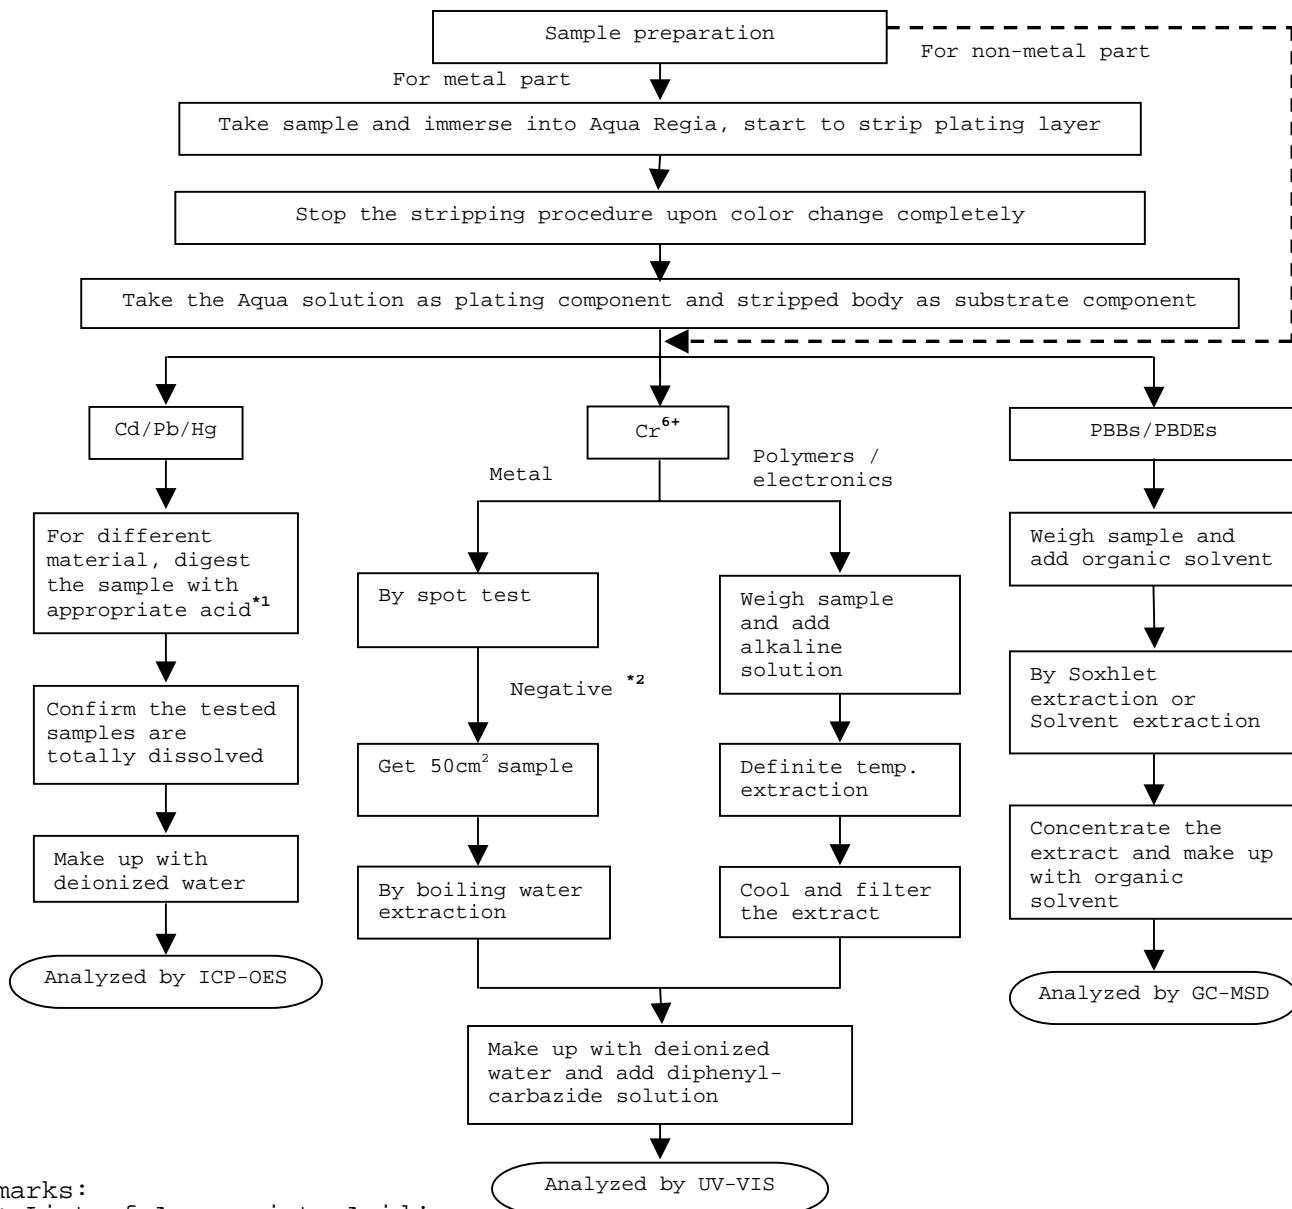 Sample preparation
For non-metal part
For metal part
Take sample and immerse into Aqua Regia, start to strip plating layer
Stop the stripping procedure upon color change completely
Take the Aqua solution as plating component and stripped body as substrate component
Cd/Pb/Hg
Cr6+
PBBs/PBDEs
Metal
Polymers /
electronics
For different
material, digest
the sample with
appropriate acid*1
Confirm the tested
samples are
totally dissolved
Make up with
deionized water
Analyzed by ICP-OES
By spot test
Negative *2
Get 50cm2 sample
By boiling water
extraction
Weigh sample
and add
alkaline
solution
Definite temp.
extraction
Cool and filter
the extract
Make up with deionized
water and add diphenyl-
carbazide solution
Analyzed by UV-VIS
Weigh sample and
add organic solvent
By Soxhlet
extraction or
Solvent extraction
Concentrate the
extract and make up
with organic
solvent
Analyzed by GC-MSD
marks: